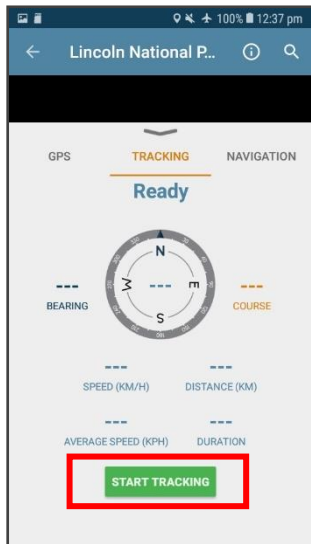 100% 12:37 pm
Lincoln National P...
GPS TRACKING NAVIGATION
Ready
N
W --- E
S
--- ---
BEARING COURSE
--- ---
SPEED (KM/H) DISTANCE (KM)
--- ---
AVERAGE SPEED (KPH) DURATION
START TRACKING